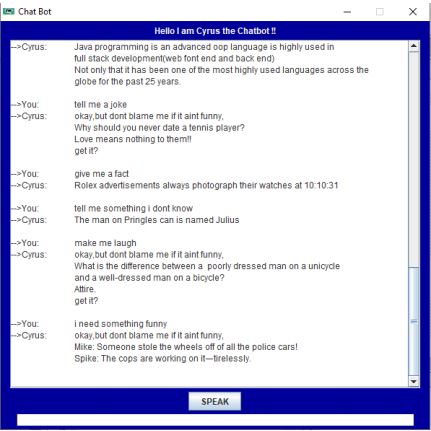 Chat Bot
Hello I am Cyrus the Chatbot !!
-->Cyrus: Java programming is an advanced oop language is highly used in
full stack development(web font end and back end)
Not only that it has been one of the most highly used languages across the
globe for the past 25 years.
-->You: tell me a joke
-->Cyrus: okay,but dont blame me if it aint funny,
Why should you never date a tennis player?
Love means nothing to them!!
get it?
-->You: give me a fact
-->Cyrus: Rolex advertisements always photograph their watches at 10:10:31
-->You: tell me something i dont know
-->Cyrus: The man on Pringles can is named Julius
-->You: make me laugh
-->Cyrus: okay,but dont blame me if it aint funny,
What is the difference between a poorly dressed man on a unicycle
and a well-dressed man on a bicycle?
Attire.
get it?
-->You: i need something funny
-->Cyrus: okay,but dont blame me if it aint funny,
Mike: Someone stole the wheels off of all the police cars!
Spike: The cops are working on it—tirelessly.
SPEAK